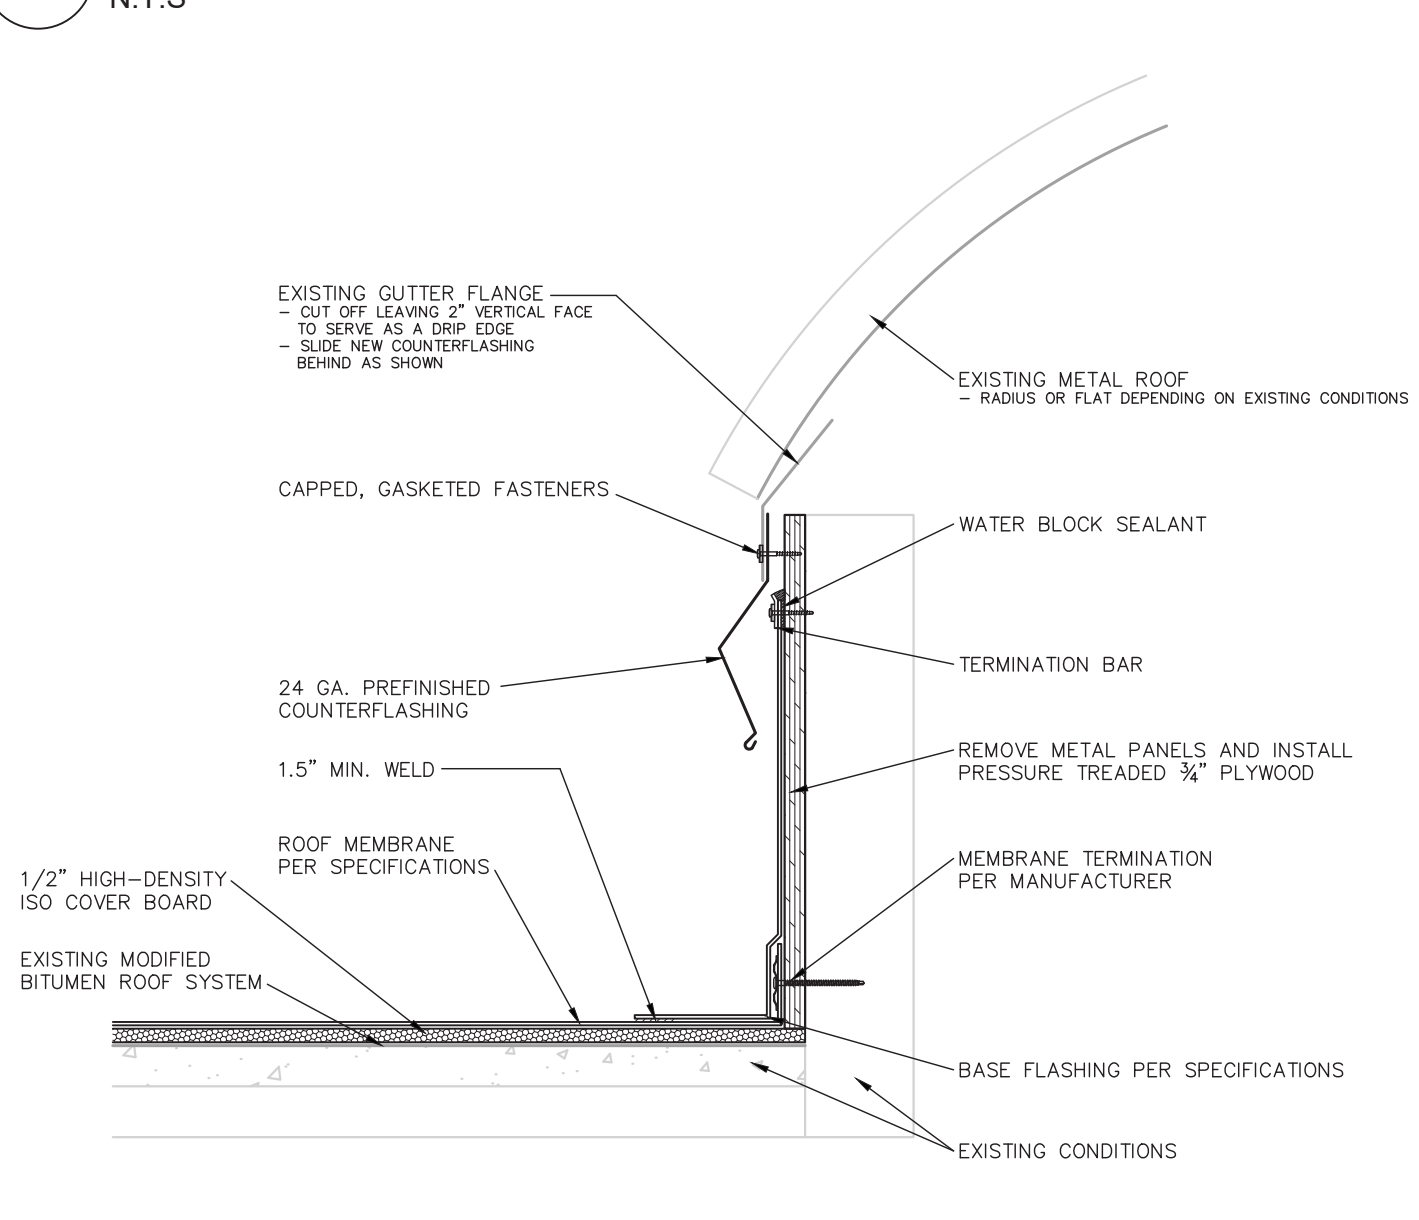 N.T.S
EXISTING GUTTER FLANGE
- CUT OFF LEAVING 2" VERTICAL FACE
TO SERVE AS A DRIP EDGE
- SLIDE NEW COUNTERFLASHING
BEHIND AS SHOWN
EXISTING METAL ROOF
- RADIUS OR FLAT DEPENDING ON EXISTING CONDITIONS
CAPPED, GASKETED FASTENERS
WATER BLOCK SEALANT
TERMINATION BAR
24 GA. PREFINISHED
COUNTERFLASHING
1.5" MIN. WELD
REMOVE METAL PANELS AND INSTALL
PRESSURE TREADED ¾" PLYWOOD
ROOF MEMBRANE
PER SPECIFICATIONS
MEMBRANE TERMINATION
PER MANUFACTURER
1/2" HIGH-DENSITY
ISO COVER BOARD
EXISTING MODIFIED
BITUMEN ROOF SYSTEM
BASE FLASHING PER SPECIFICATIONS
EXISTING CONDITIONS